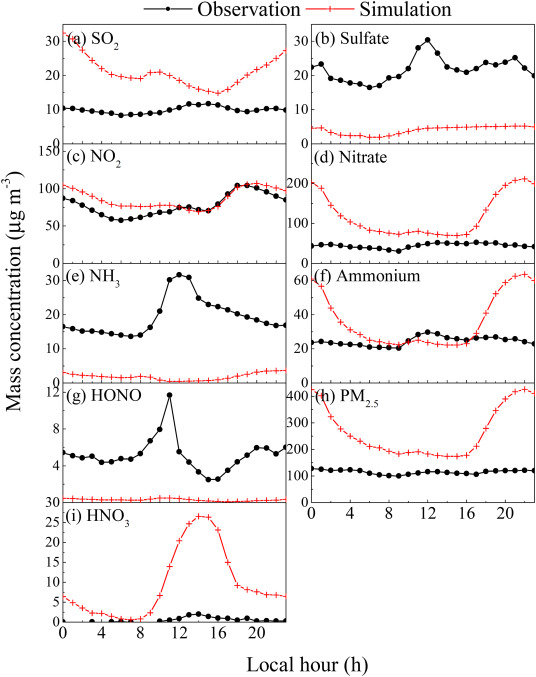 Observation Simulation
(a) SO2 (b) Sulfate
30 30
20 20
10 10
0 0
(c) NO2 (d) Nitrate
150
125 200
100
75
50 100
25
0 0
(e) NH3 (f) Ammonium
30 60
20 40
10 20
0 0
(g) HONO (h) PM2.5
12 400
8 300
4 200
30 100
0
(i) HNO3
25
20
15
10
5
0
0 4 8 12 16 20 0 4 8 12 16 20
Mass concentration (μg m-3)
Local hour (h)